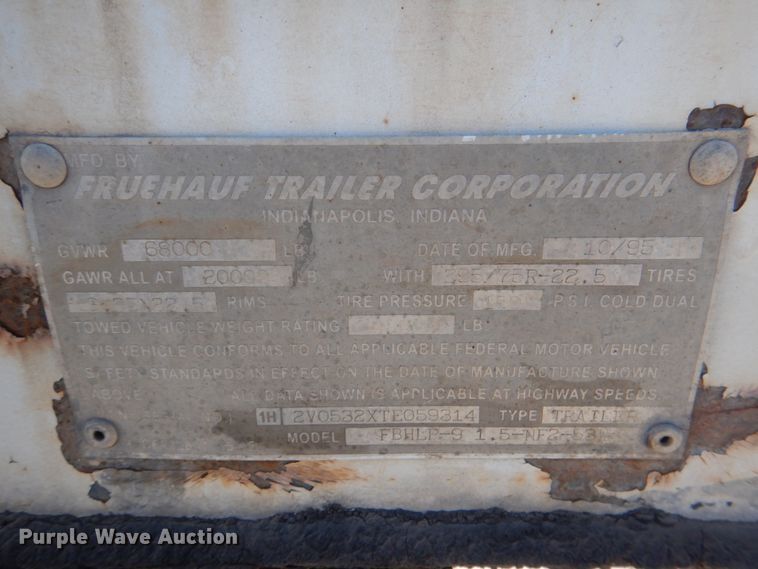 MFD. BY
FRUEHAUF TRAILER CORPORATION
INDIANAPOLIS, INDIANA
GVWR 68000 LB DATE OF MFG. 10/95
GAWR ALL AT 20000 LB WITH 295/75R-22.5 TIRES
RIMS TIRE PRESSURE P.S.I. COLD DUAL
TOWED VEHICLE WEIGHT RATING LB
THIS VEHICLE CONFORMS TO ALL APPLICABLE FEDERAL MOTOR VEHICLE
SAFETY STANDARDS IN EFFECT ON THE DATE OF MANUFACTURE SHOWN
ABOVE. ALL DATA SHOWN IS APPLICABLE AT HIGHWAY SPEEDS.
1H 2V0532XTE059314 TYPE TRAILER
MODEL
Purple Wave Auction
Purple Wave Auction